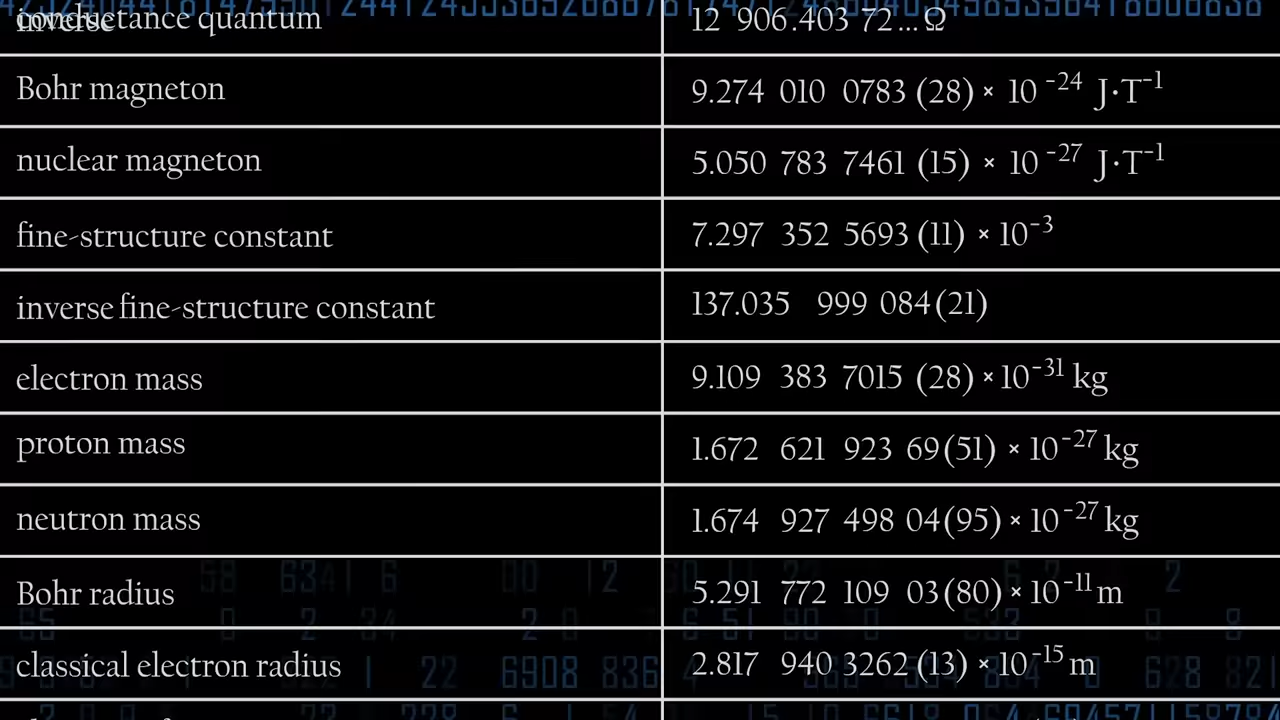 inverse conductance quantum 12 906.403 72... Ω
Bohr magneton 9.274 010 0783 (28) × 10⁻²⁴ J·T⁻¹
nuclear magneton 5.050 783 7461 (15) × 10⁻²⁷ J·T⁻¹
fine-structure constant 7.297 352 5693 (11) × 10⁻³
inverse fine-structure constant 137.035 999 084(21)
electron mass 9.109 383 7015 (28) × 10⁻³¹ kg
proton mass 1.672 621 923 69(51) × 10⁻²⁷ kg
neutron mass 1.674 927 498 04(95) × 10⁻²⁷ kg
Bohr radius 5.291 772 109 03(80) × 10⁻¹¹ m
classical electron radius 2.817 940 3262 (13) × 10⁻¹⁵ m